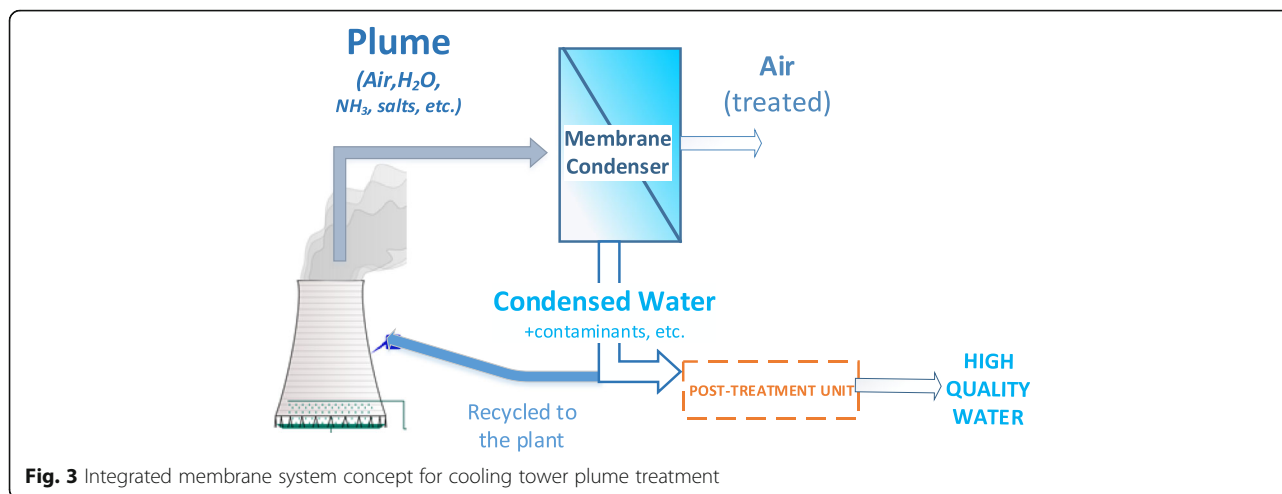 Plume
(Air,H₂O,
NH₃, salts, etc.)
Air
(treated)
Membrane
Condenser
Condensed Water
+contaminants, etc.
POST-TREATMENT UNIT
HIGH
QUALITY
WATER
Recycled to
the plant
Fig. 3 Integrated membrane system concept for cooling tower plume treatment